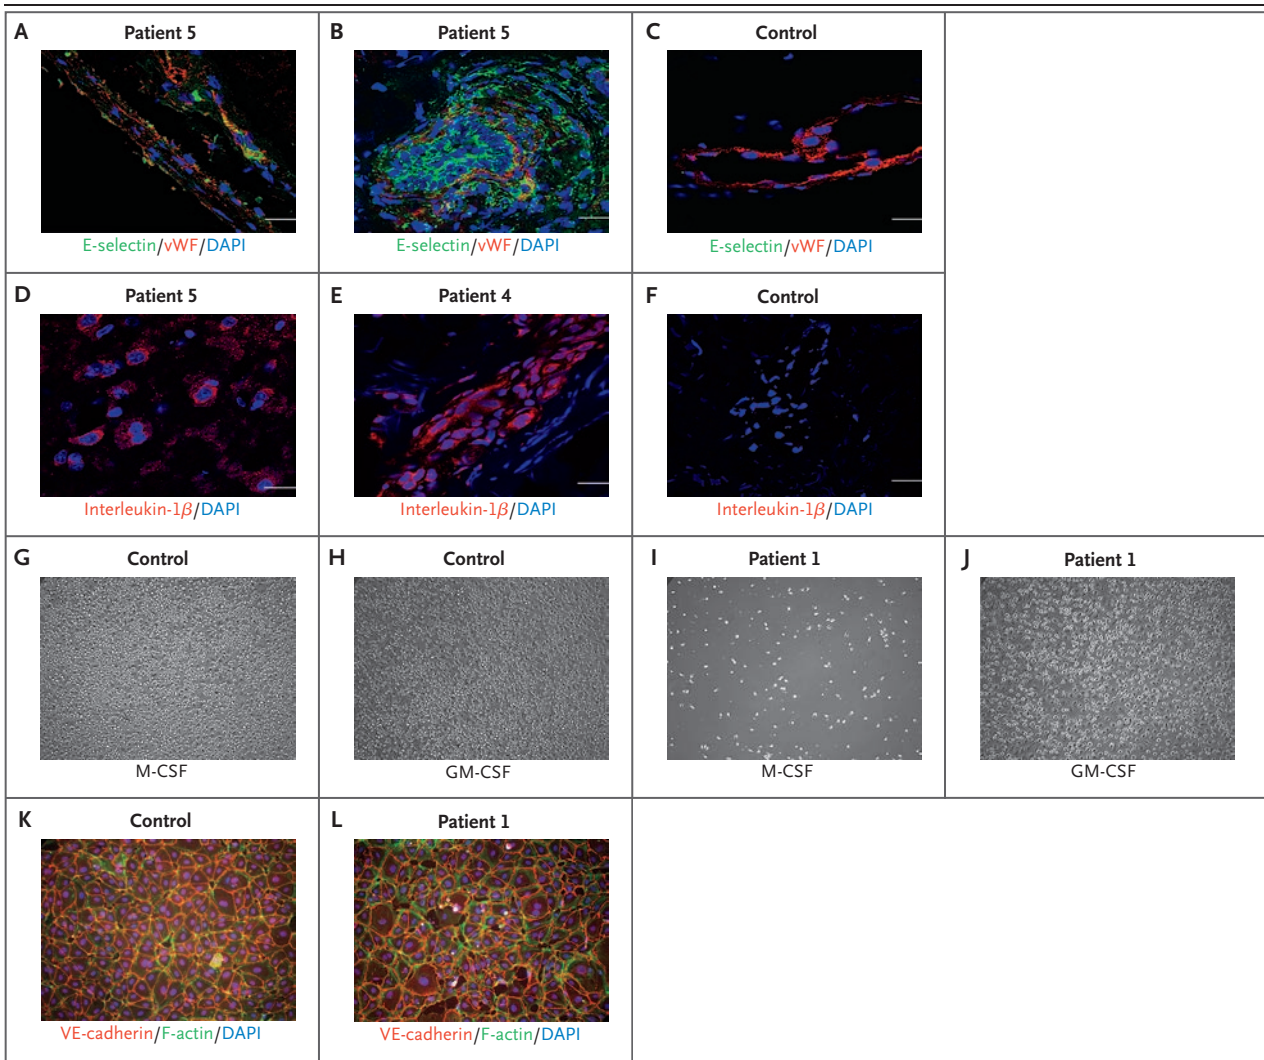 A Patient 5
E-selectin/vWF/DAPI
B Patient 5
E-selectin/vWF/DAPI
C Control
E-selectin/vWF/DAPI
D Patient 5
Interleukin-1β/DAPI
E Patient 4
Interleukin-1β/DAPI
F Control
Interleukin-1β/DAPI
G Control
M-CSF
H Control
GM-CSF
I Patient 1
M-CSF
J Patient 1
GM-CSF
K Control
VE-cadherin/F-actin/DAPI
L Patient 1
VE-cadherin/F-actin/DAPI